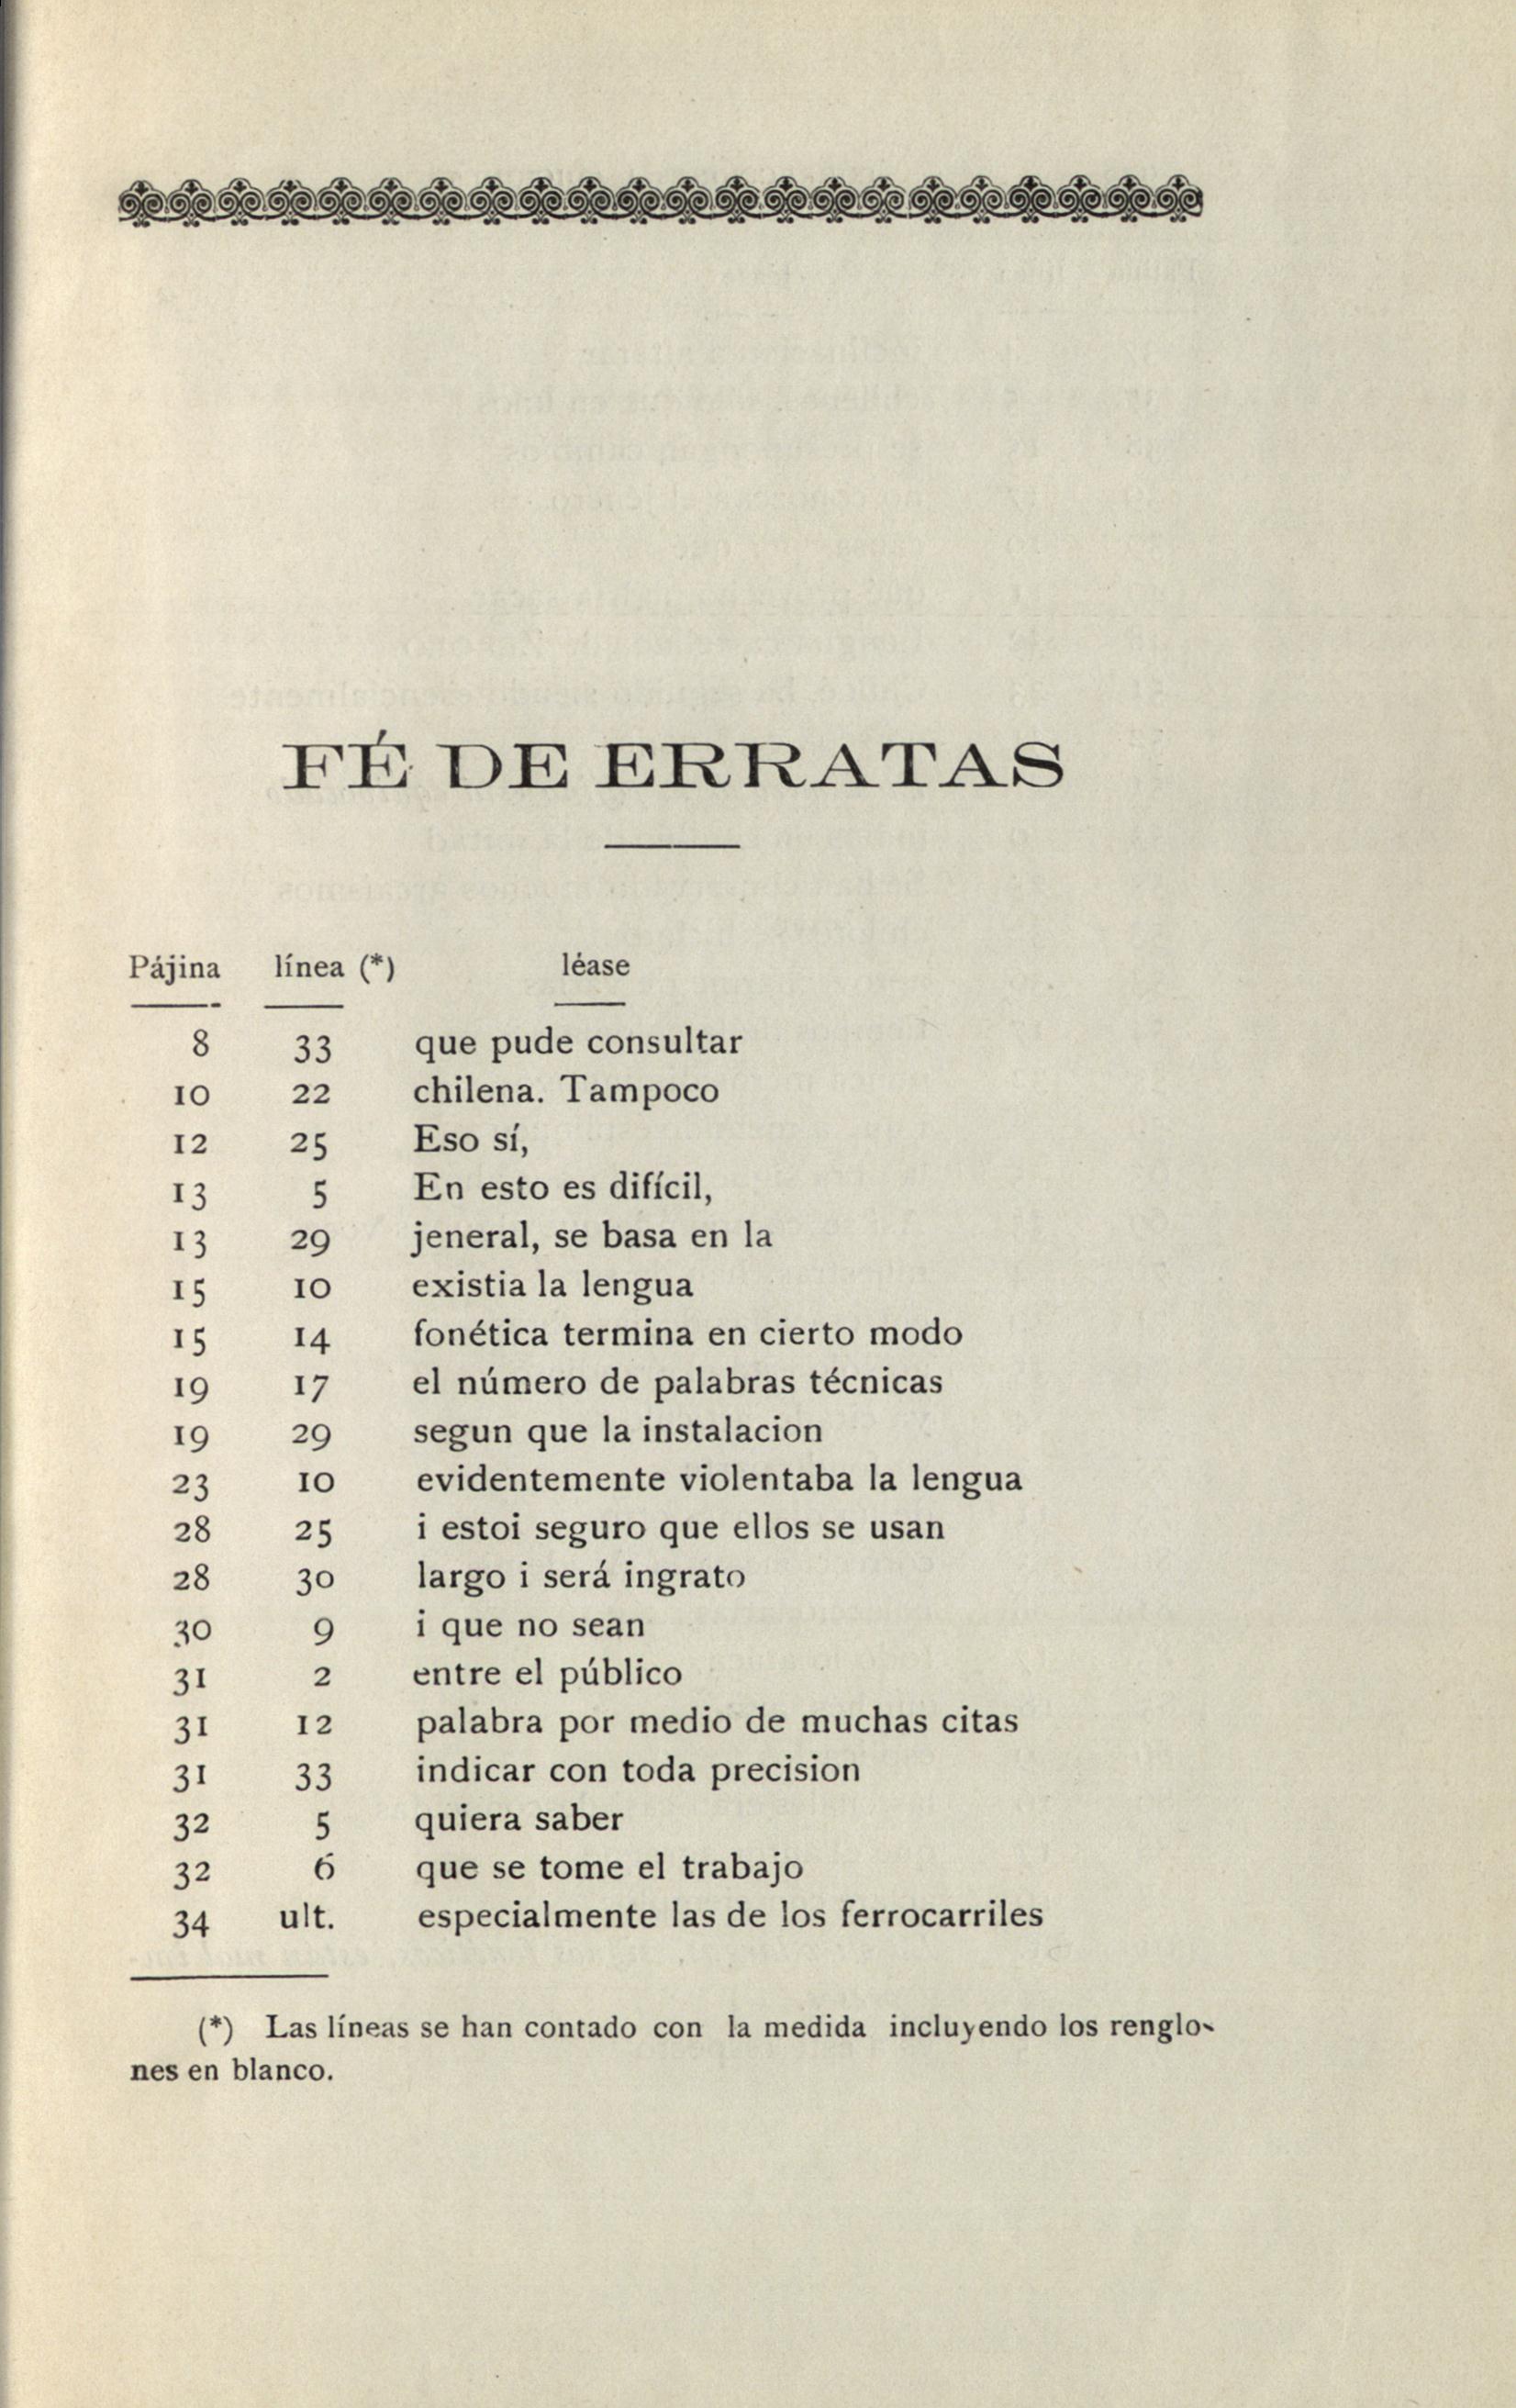 FÉ DE ERRATAS
Pájina línea (*) léase
8 33 que pude consultar
10 22 chilena. Tampoco
12 25 Eso sí,
13 5 En esto es difícil,
13 29 jeneral, se basa en la
15 10 existia la lengua
15 14 fonética termina en cierto modo
19 17 el número de palabras técnicas
19 29 segun que la instalacion
23 10 evidentemente violentaba la lengua
28 25 i estoi seguro que ellos se usan
28 30 largo i será ingrato
30 9 i que no sean
31 2 entre el público
31 12 palabra por medio de muchas citas
31 33 indicar con toda precision
32 5 quiera saber
32 6 que se tome el trabajo
34 ult. especialmente las de los ferrocarriles
(*) Las líneas se han contado con la medida incluyendo los renglo-
nes en blanco.